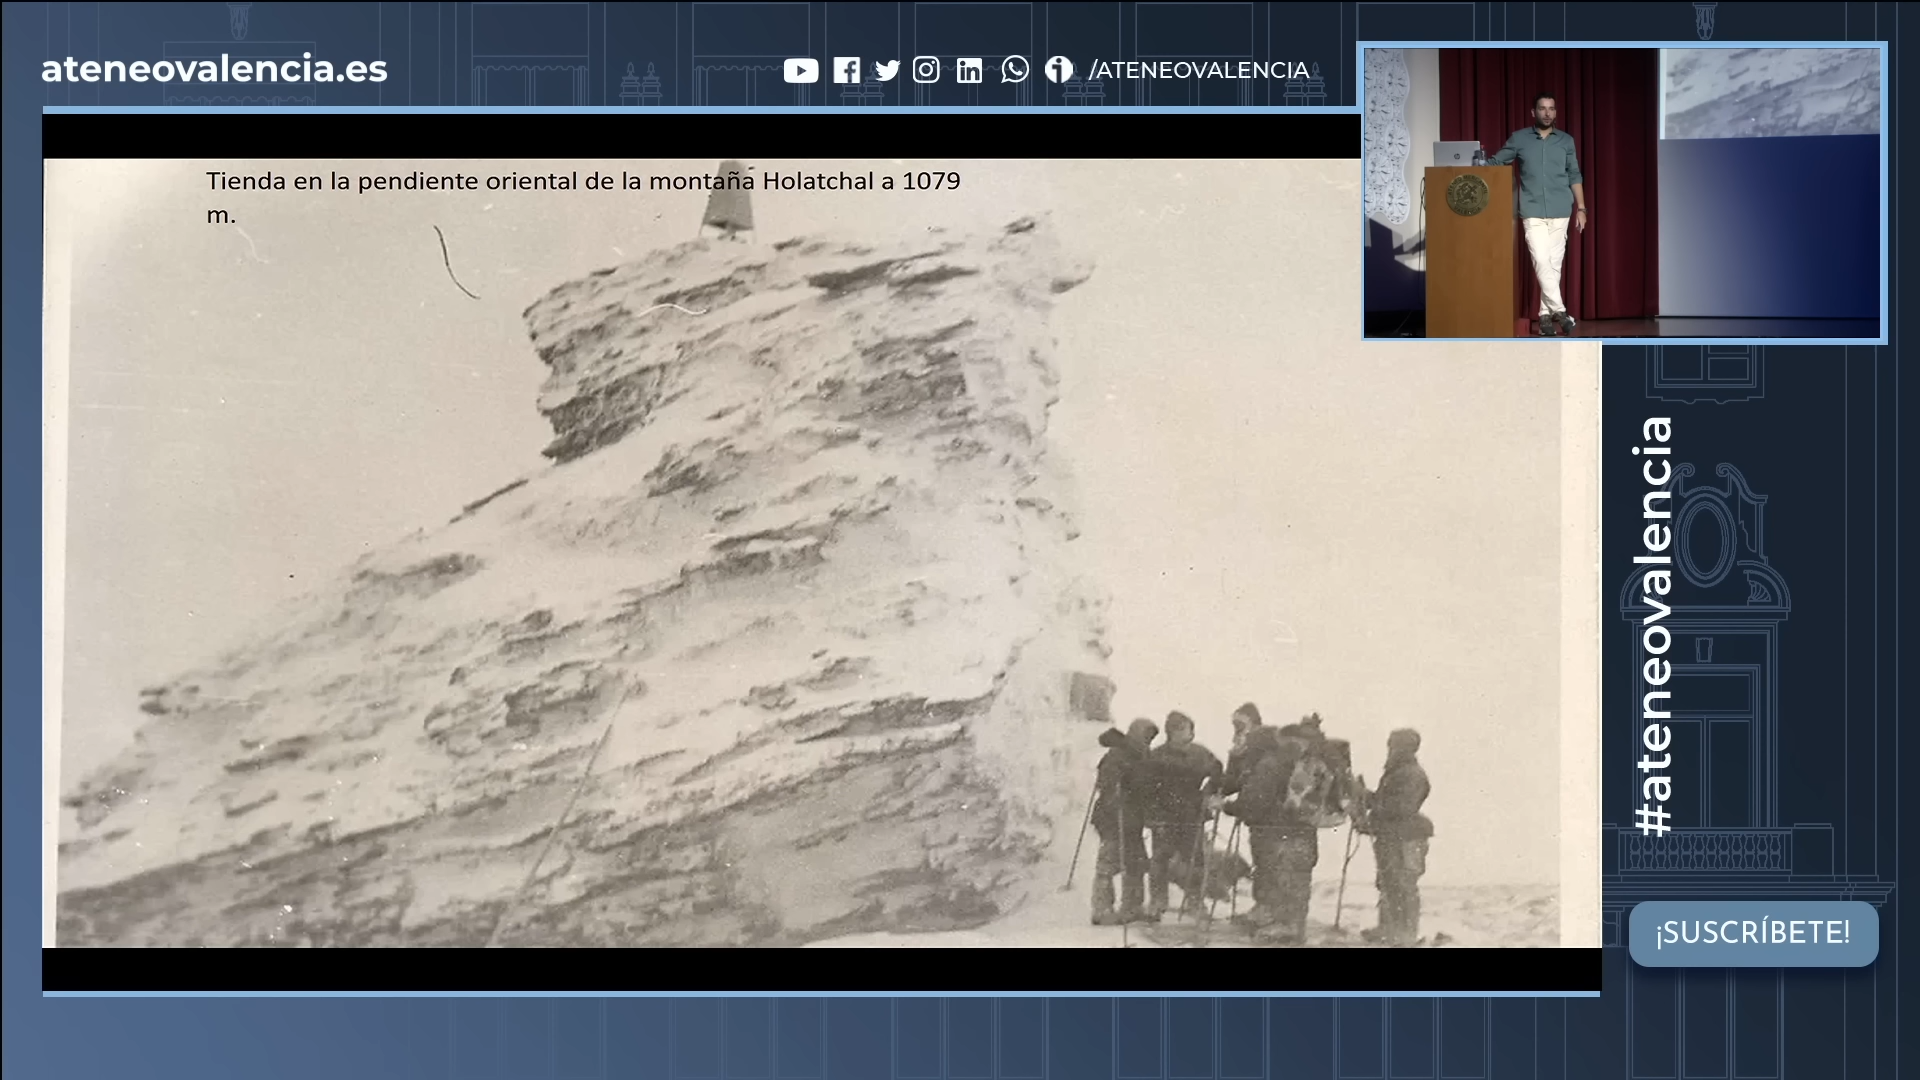 ateneovalencia.es
/ATENEOVALENCIA
Tienda en la pendiente oriental de la montaña Holatchal a 1079
m.
#ateneovalencia
¡SUSCRÍBETE!